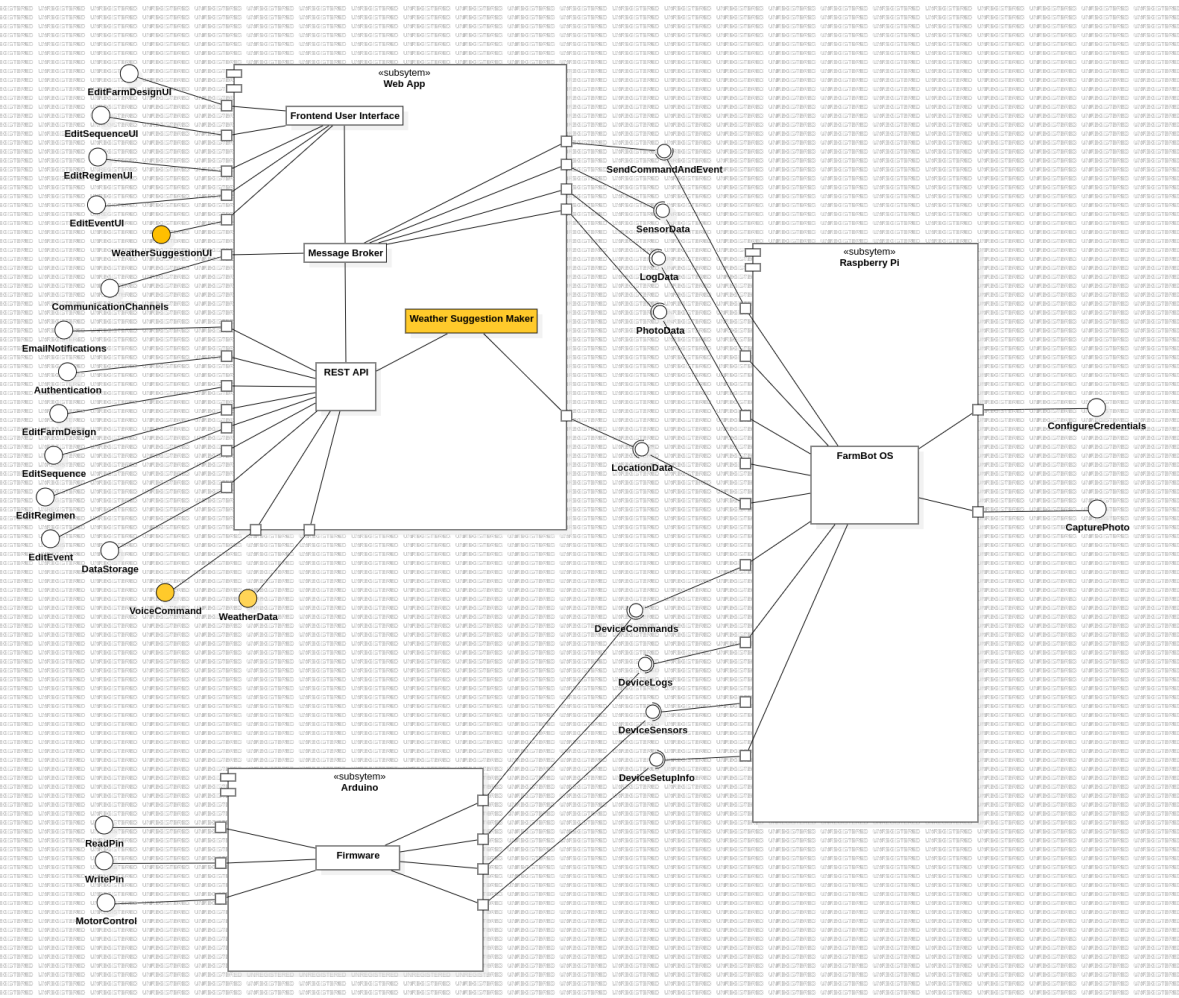 «subsytem»
Web App
EditFarmDesignUI
Frontend User Interface
EditSequenceUI
SendCommandAndEvent
EditRegimenUI
EditEventUI
SensorData
WeatherSuggestionUI
Message Broker
«subsytem»
Raspberry Pi
LogData
CommunicationChannels
Weather Suggestion Maker
PhotoData
EmailNotifications
REST API
Authentication
ConfigureCredentials
EditFarmDesign
FarmBot OS
LocationData
EditSequence
EditRegimen
CapturePhoto
EditEvent
DataStorage
VoiceCommand
WeatherData
DeviceCommands
DeviceLogs
DeviceSensors
«subsytem»
Arduino
DeviceSetupInfo
ReadPin
Firmware
WritePin
MotorControl